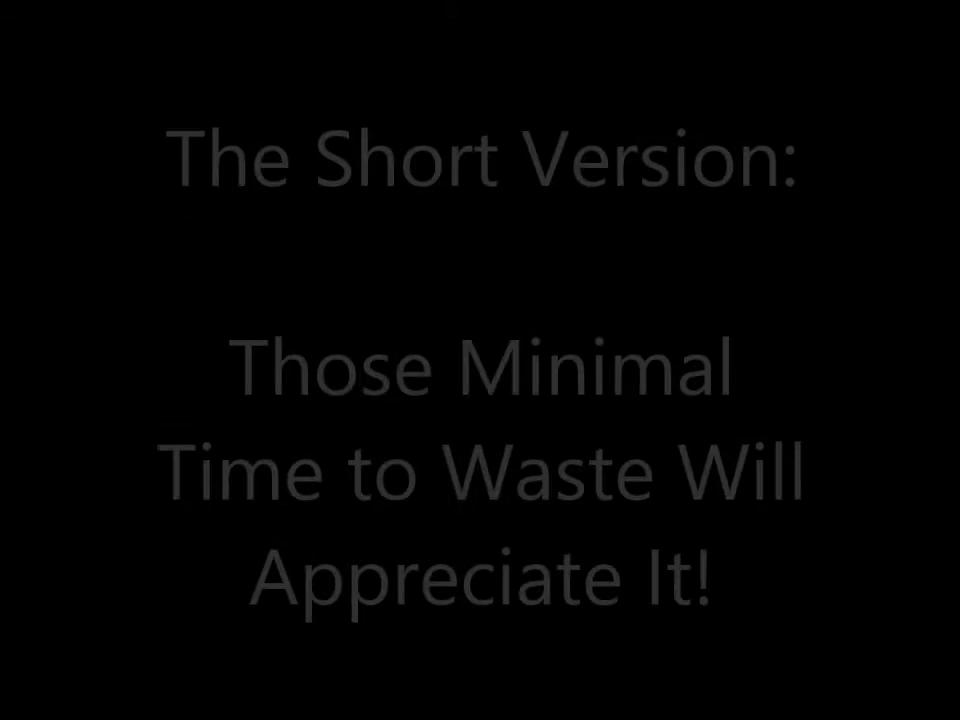 The Short Version:
Those Minimal
Time to Waste Will
Appreciate It!